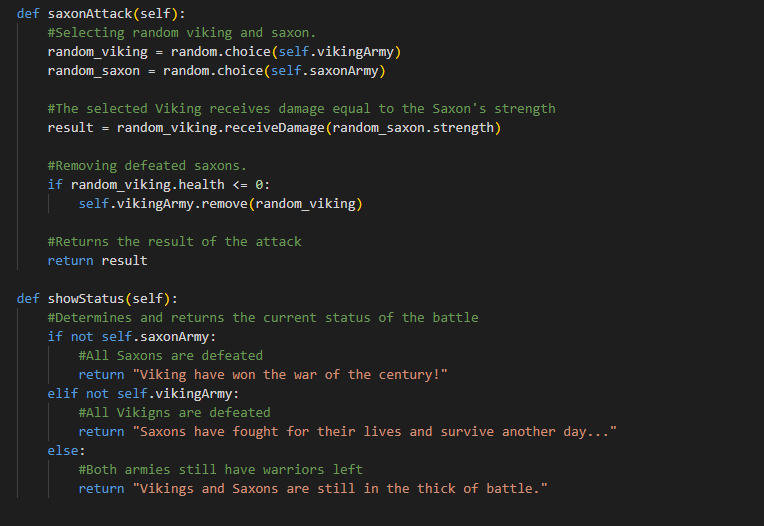 def saxonAttack(self):
    #Selecting random viking and saxon.
    random_viking = random.choice(self.vikingArmy)
    random_saxon = random.choice(self.saxonArmy)
    #The selected Viking receives damage equal to the Saxon's strength
    result = random_viking.receiveDamage(random_saxon.strength)
    #Removing defeated saxons.
    if random_viking.health <= 0:
        self.vikingArmy.remove(random_viking)
    #Returns the result of the attack
    return result
def showStatus(self):
    #Determines and returns the current status of the battle
    if not self.saxonArmy:
        #All Saxons are defeated
        return "Viking have won the war of the century!"
    elif not self.vikingArmy:
        #All Vikigns are defeated
        return "Saxons have fought for their lives and survive another day..."
    else:
        #Both armies still have warriors left
        return "Vikings and Saxons are still in the thick of battle."